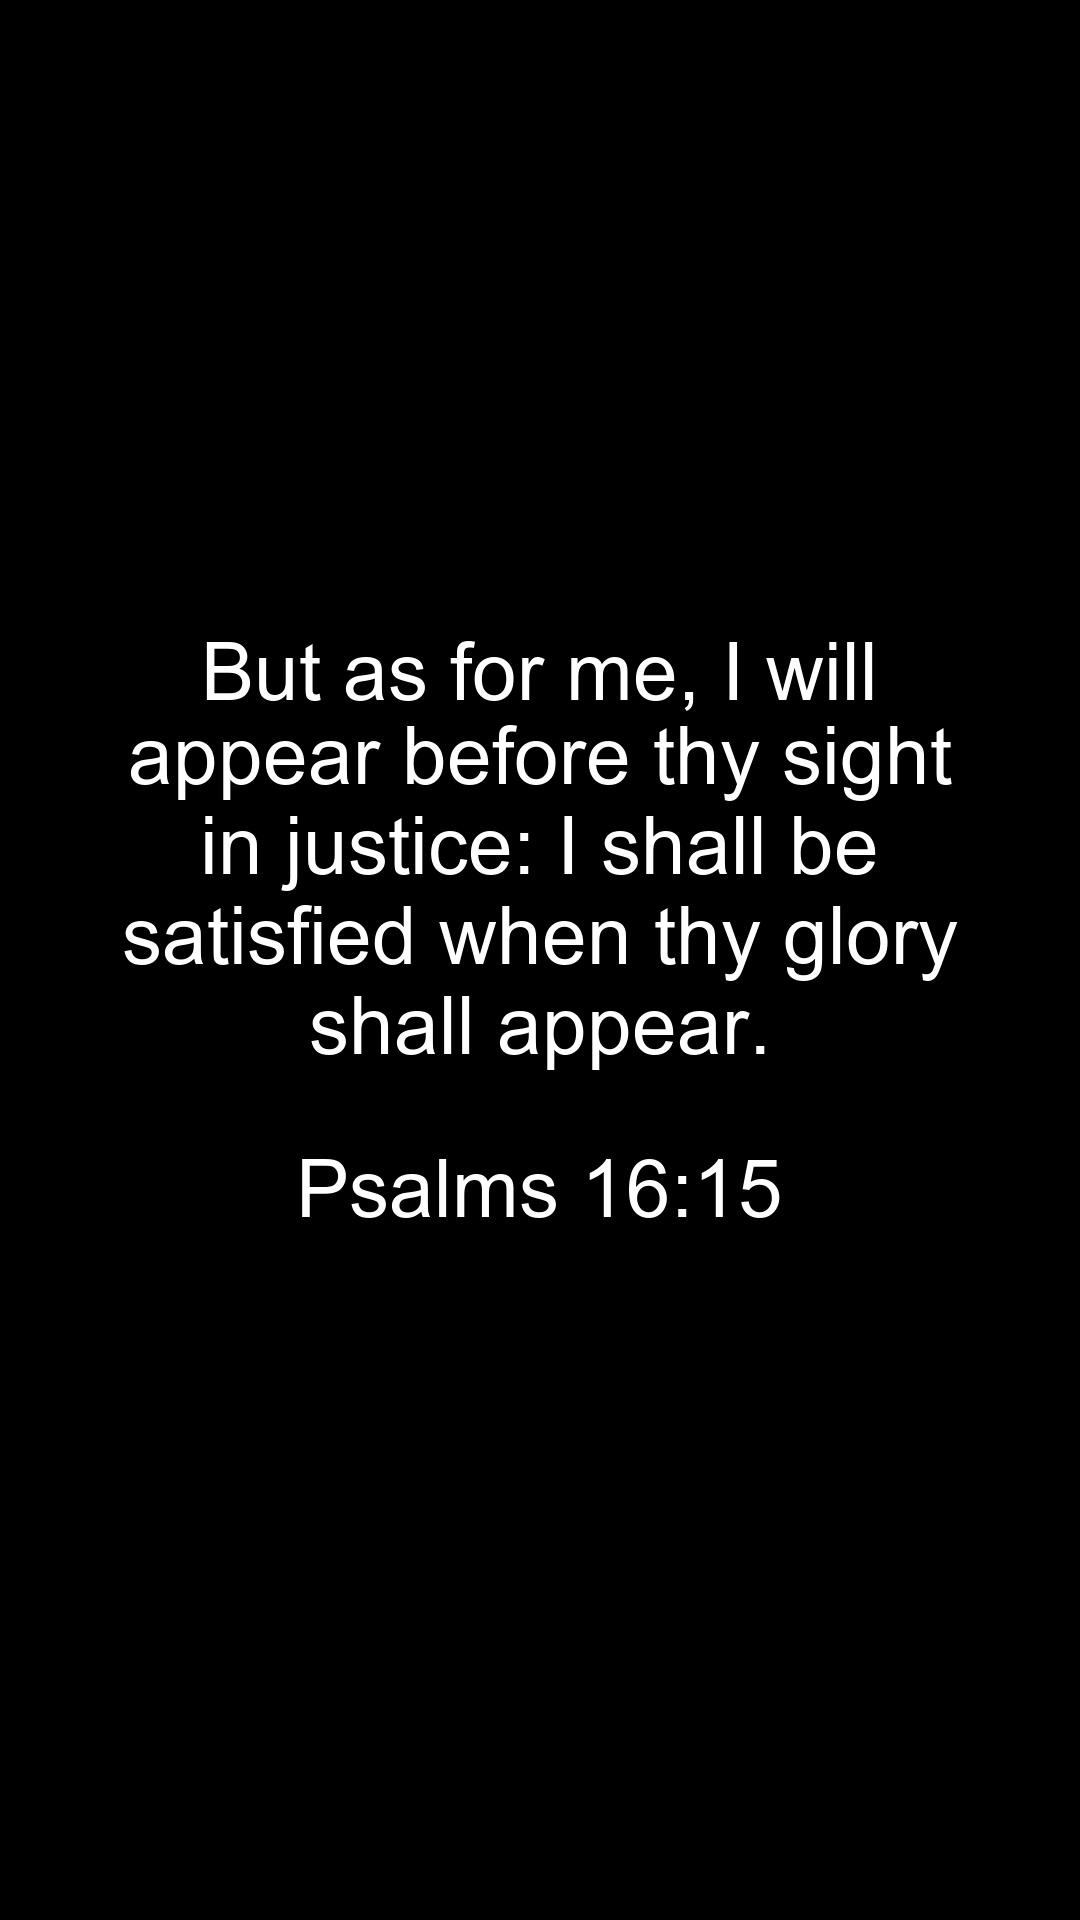 But as for me, I will
appear before thy sight
in justice: I shall be
satisfied when thy glory
shall appear.
Psalms 16:15